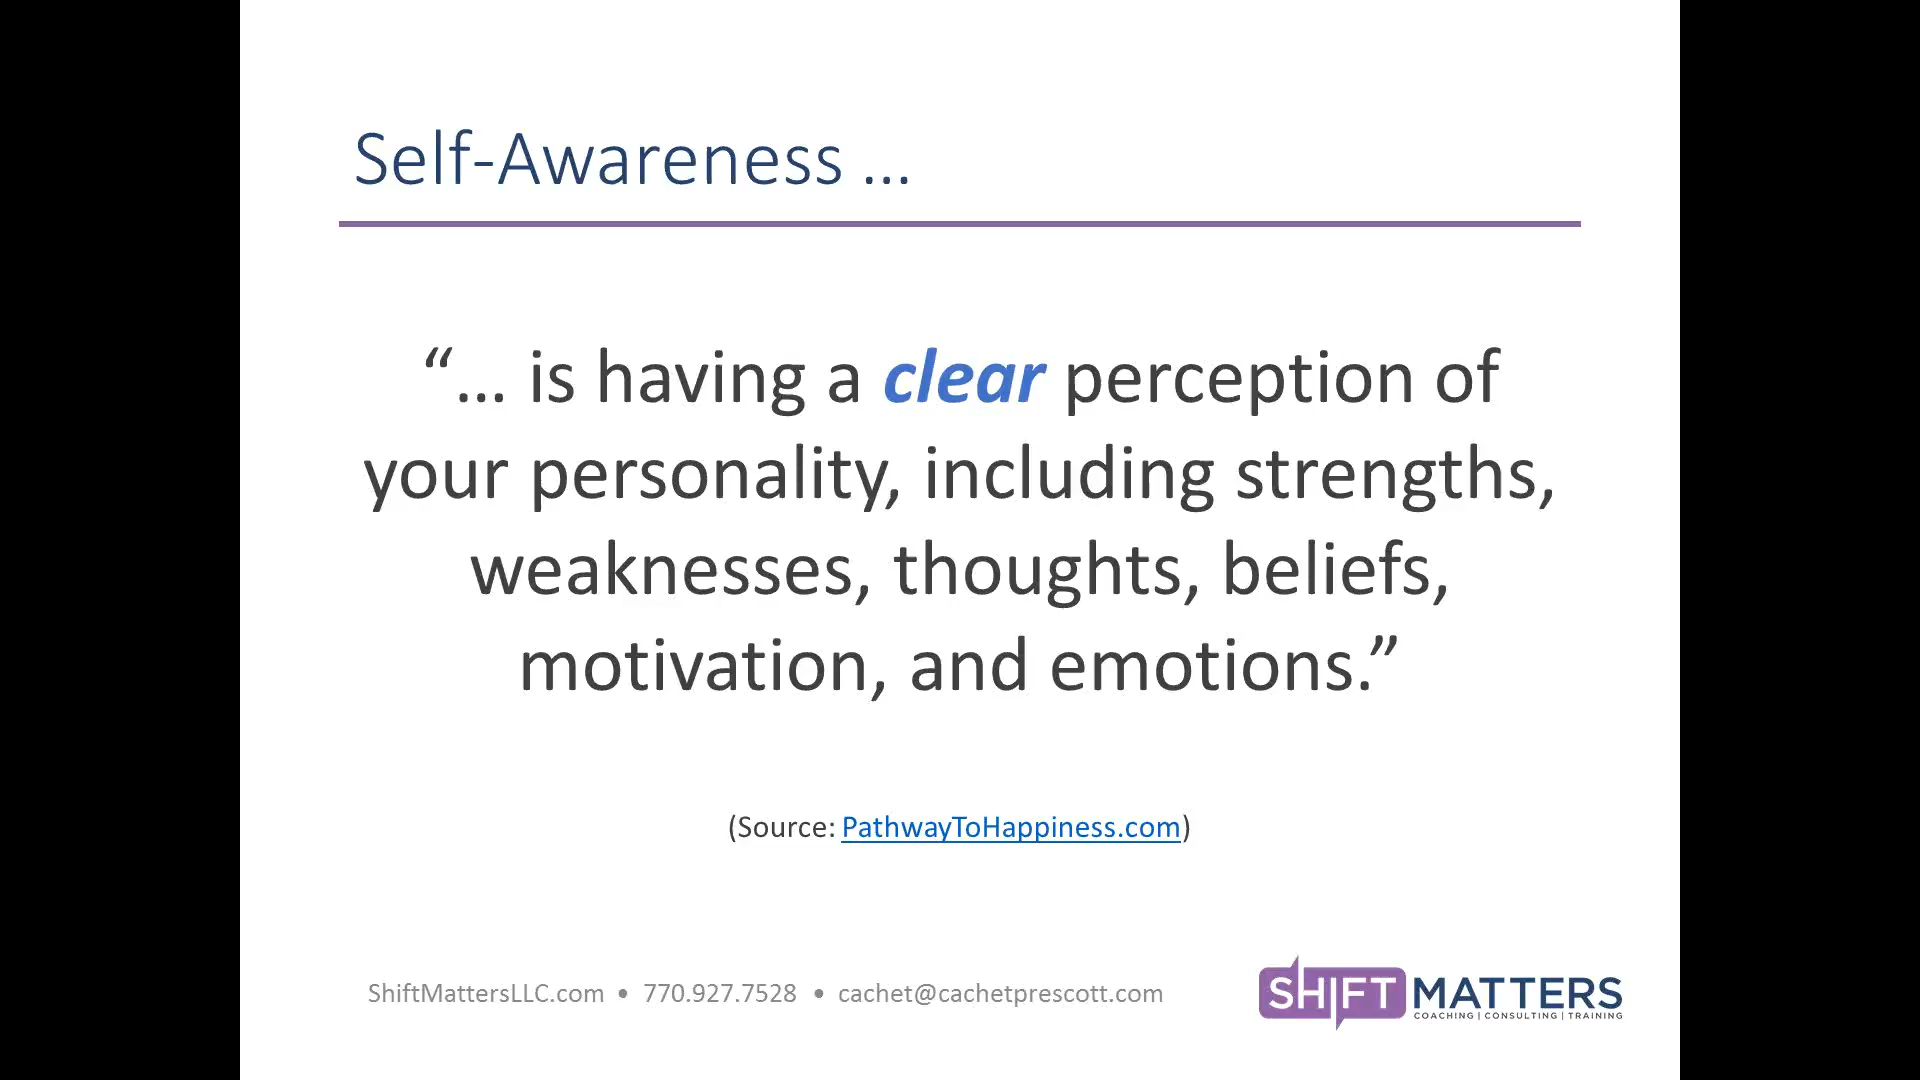 Self-Awareness …
“… is having a clear perception of
your personality, including strengths,
weaknesses, thoughts, beliefs,
motivation, and emotions.”
(Source: PathwayToHappiness.com)
ShiftMattersLLC.com • 770.927.7528 • cachet@cachetprescott.com
SHIFT MATTERS
COACHING | CONSULTING | TRAINING